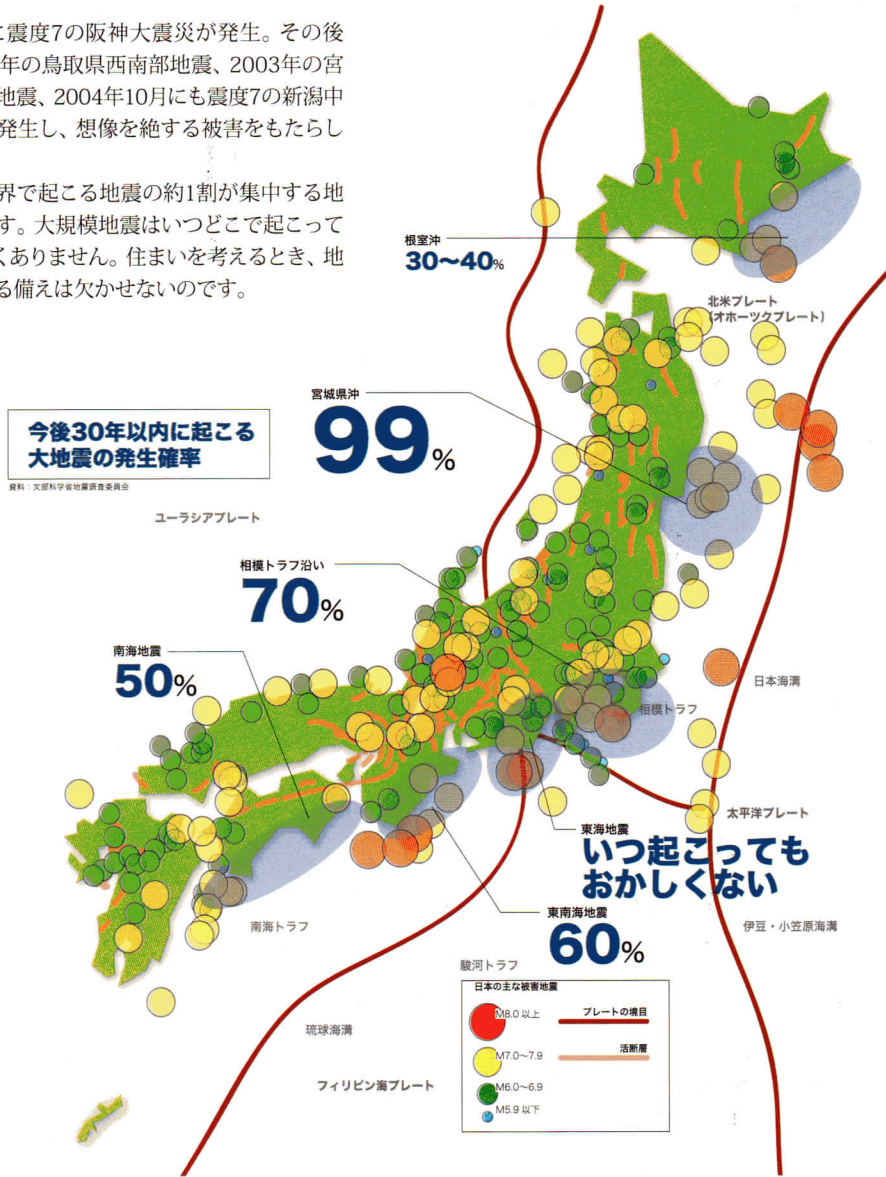 に震度7の阪神大震災が発生。その後
年の鳥取県西南部地震、2003年の宮
地震、2004年10月にも震度7の新潟中
発生し、想像を絶する被害をもたらし
界で起こる地震の約1割が集中する地
す。大規模地震はいつどこで起こって
くありません。住まいを考えるとき、地
る備えは欠かせないのです。
根室沖
30〜40%
北米プレート
(オホーツクプレート)
宮城県沖
99%
今後30年以内に起こる
大地震の発生確率
資料：文部科学省地震調査委員会
ユーラシアプレート
相模トラフ沿い
70%
南海地震
50%
日本海溝
相模トラフ
太平洋プレート
東海地震
いつ起こっても
おかしくない
東南海地震
60%
南海トラフ
伊豆・小笠原海溝
駿河トラフ
琉球海溝
フィリピン海プレート
日本の主な被害地震
M8.0 以上
プレートの境目
M7.0〜7.9
活断層
M6.0〜6.9
M5.9 以下